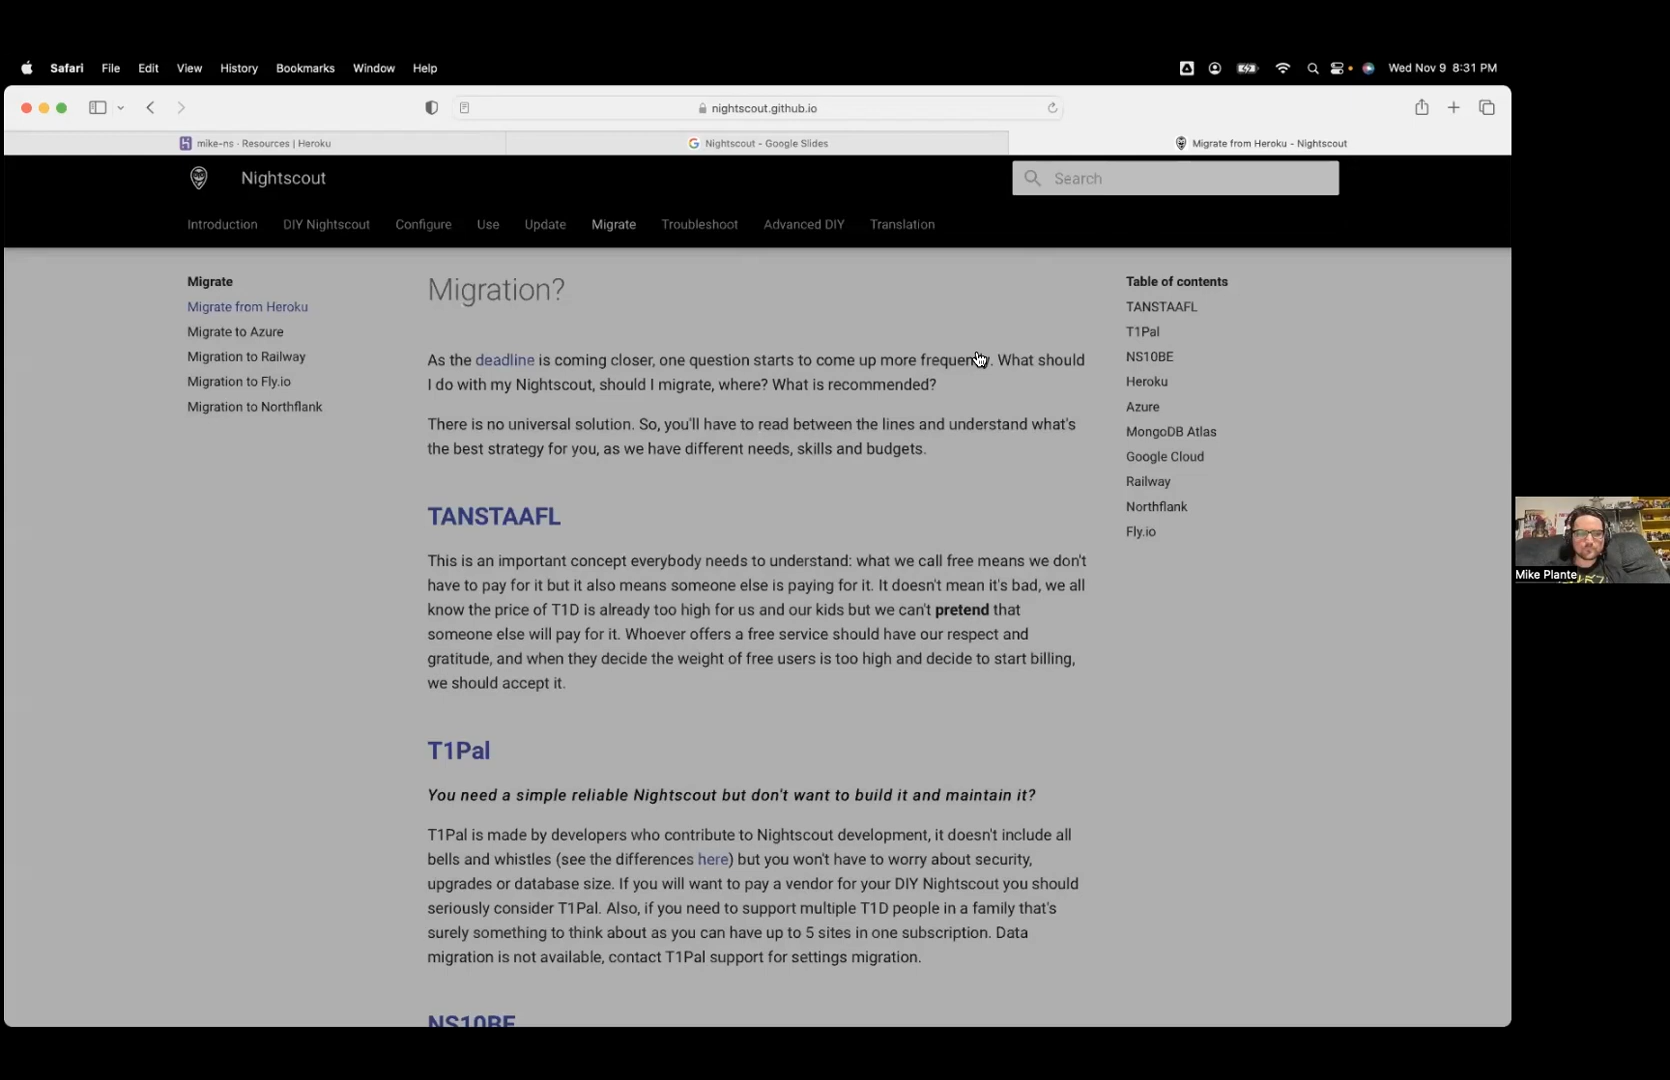 Safari File Edit View History Bookmarks Window Help Wed Nov 9 8:31 PM
nightscout.github.io
mike-ns · Resources | Heroku
Nightscout - Google Slides
Migrate from Heroku - Nightscout
Nightscout
Search
Introduction DIY Nightscout Configure Use Update Migrate Troubleshoot Advanced DIY Translation
Migrate
Migrate from Heroku
Migrate to Azure
Migration to Railway
Migration to Fly.io
Migration to Northflank
Migration?
As the deadline is coming closer, one question starts to come up more What should
I do with my Nightscout, should I migrate, where? What is recommended?
There is no universal solution. So, you'll have to read between the lines and understand what's
the best strategy for you, as we have different needs, skills and budgets.
TANSTAAFL
This is an important concept everybody needs to understand: what we call free means we don't
have to pay for it but it also means someone else is paying for it. It doesn't mean it's bad, we all
know the price of T1D is already too high for us and our kids but we can't pretend that
someone else will pay for it. Whoever offers a free service should have our respect and
gratitude, and when they decide the weight of free users is too high and decide to start billing,
we should accept it.
T1Pal
You need a simple reliable Nightscout but don't want to build it and maintain it?
T1Pal is made by developers who contribute to Nightscout development, it doesn't include all
bells and whistles (see the differences here) but you won't have to worry about security,
upgrades or database size. If you will want to pay a vendor for your DIY Nightscout you should
seriously consider T1Pal. Also, if you need to support multiple T1D people in a family that's
surely something to think about as you can have up to 5 sites in one subscription. Data
migration is not available, contact T1Pal support for settings migration.
NS10BE
Table of contents
TANSTAAFL
T1Pal
NS10BE
Heroku
Azure
MongoDB Atlas
Google Cloud
Railway
Northflank
Fly.io
Mike Plante